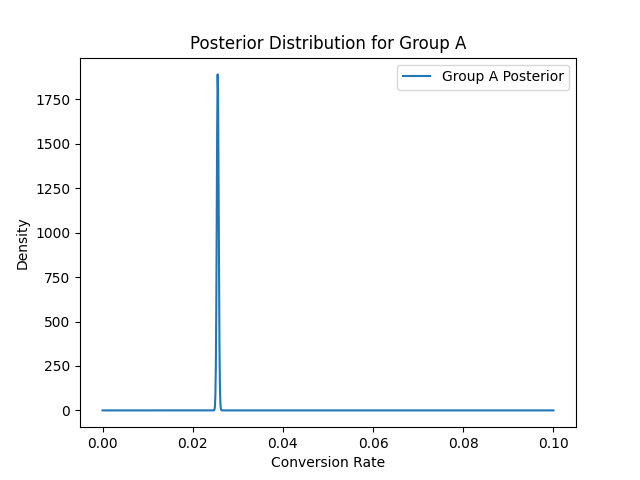 Posterior Distribution for Group A
Group A Posterior
Density
1750
1500
1250
1000
750
500
250
0
0.00 0.02 0.04 0.06 0.08 0.10
Conversion Rate